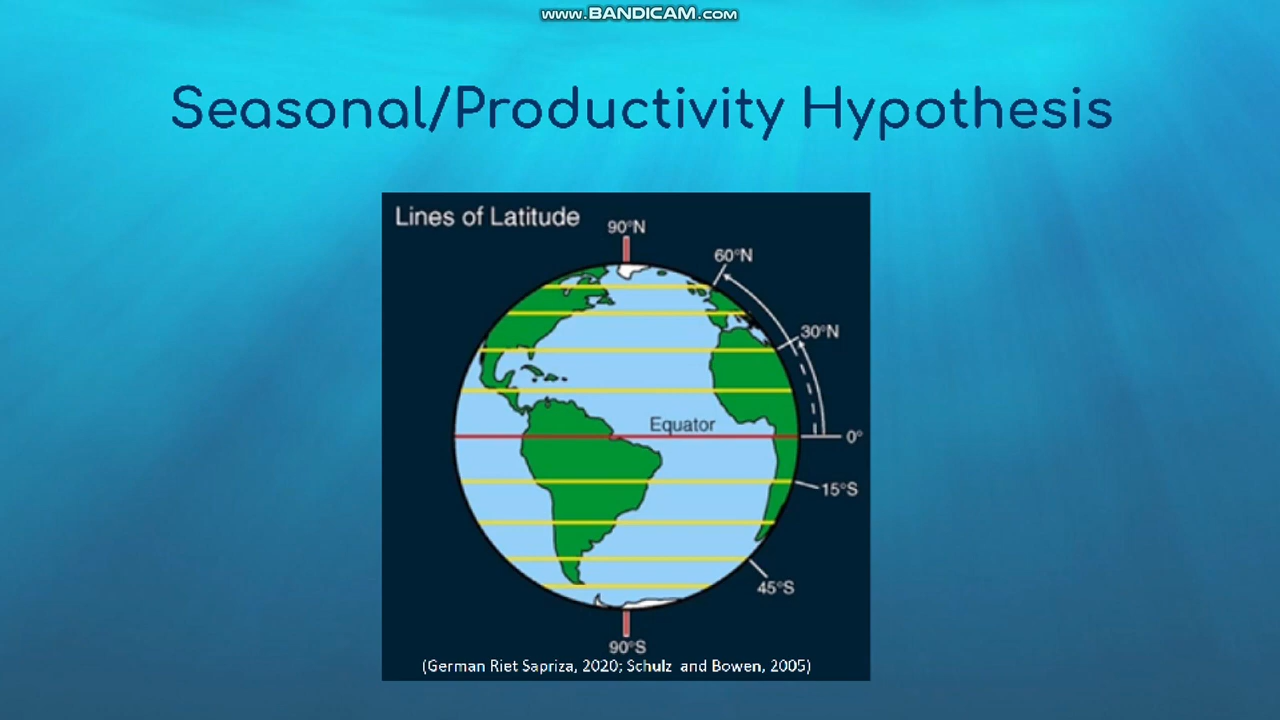 www.BANDICAM.com
Seasonal/Productivity Hypothesis
Lines of Latitude
90°N
60°N
30°N
Equator
0°
15°S
45°S
90°S
(German Riet Sapriza, 2020; Schulz and Bowen, 2005)